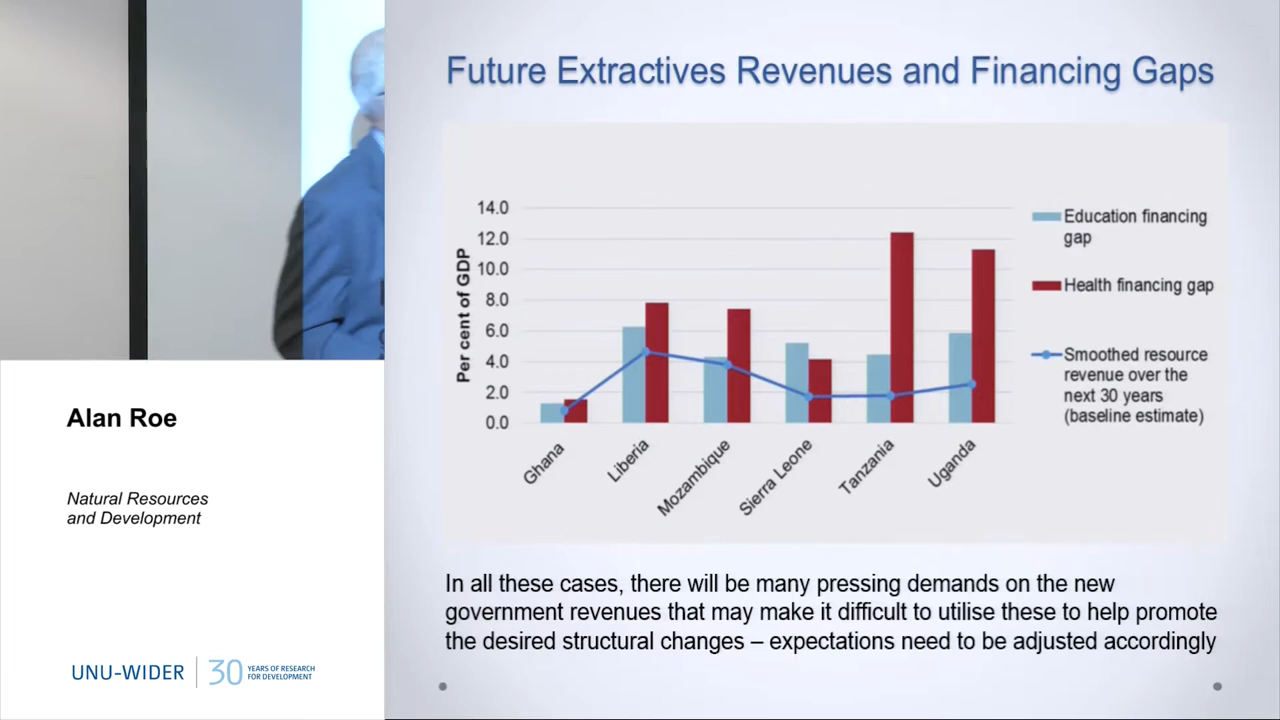 Future Extractives Revenues and Financing Gaps
14.0
12.0
10.0
8.0
6.0
4.0
2.0
0.0
Per cent of GDP
Ghana
Liberia
Mozambique
Sierra Leone
Tanzania
Uganda
Education financing
gap
Health financing gap
Smoothed resource
revenue over the
next 30 years
(baseline estimate)
In all these cases, there will be many pressing demands on the new
government revenues that may make it difficult to utilise these to help promote
the desired structural changes – expectations need to be adjusted accordingly
Alan Roe
Natural Resources
and Development
UNU-WIDER
30
YEARS OF RESEARCH
FOR DEVELOPMENT